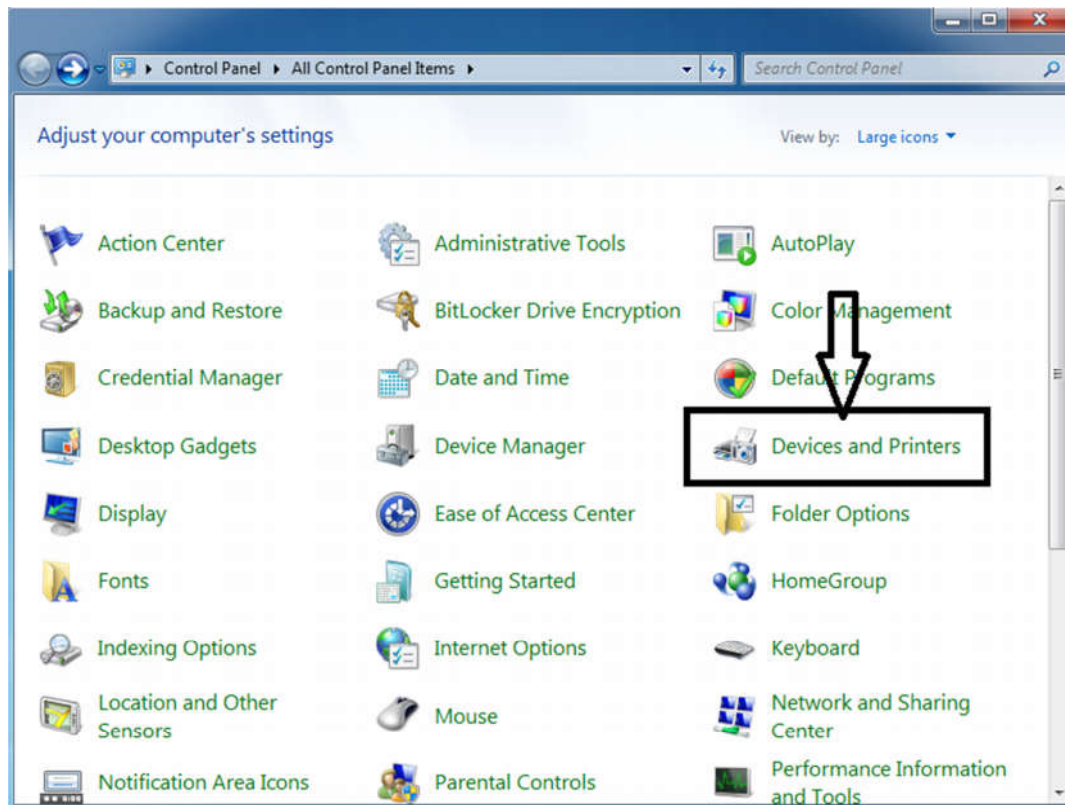 Control Panel ▸ All Control Panel Items ▸
Search Control Panel
Adjust your computer's settings
View by: Large icons
Action Center
Administrative Tools
AutoPlay
Backup and Restore
BitLocker Drive Encryption
Color Management
Credential Manager
Date and Time
Default Programs
Desktop Gadgets
Device Manager
Devices and Printers
Display
Ease of Access Center
Folder Options
Fonts
Getting Started
HomeGroup
Indexing Options
Internet Options
Keyboard
Location and Other
Sensors
Mouse
Network and Sharing
Center
Notification Area Icons
Parental Controls
Performance Information
and Tools